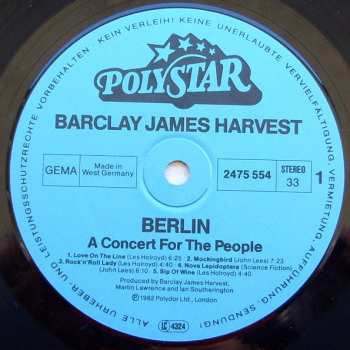 ALLE URHEBER- UND LEISTUNGSSCHUTZRECHTE VORBEHALTEN · KEIN VERLEIH! KEINE UNERLAUBTE VERVIELFÄLTIGUNG, VERMIETUNG, AUFFÜHRUNG, SENDUNG!
POLYSTAR
BARCLAY JAMES HARVEST
GEMA
Made in
West Germany
2475 554
STEREO
33
1
BERLIN
A Concert For The People
1. Love On The Line (Les Holroyd) 6:25 2. Mockingbird (John Lees) 7:23
3. Rock'n'Roll Lady (Les Holroyd) 4:40 4. Nova Lepidoptera (Science Fiction)
(John Lees) 5. Sip Of Wine (Les Holroyd) 4:40
Produced by Barclay James Harvest,
Martin Lawrence and Ian Southerington
℗ 1982 Polydor Ltd., London
LC 4324